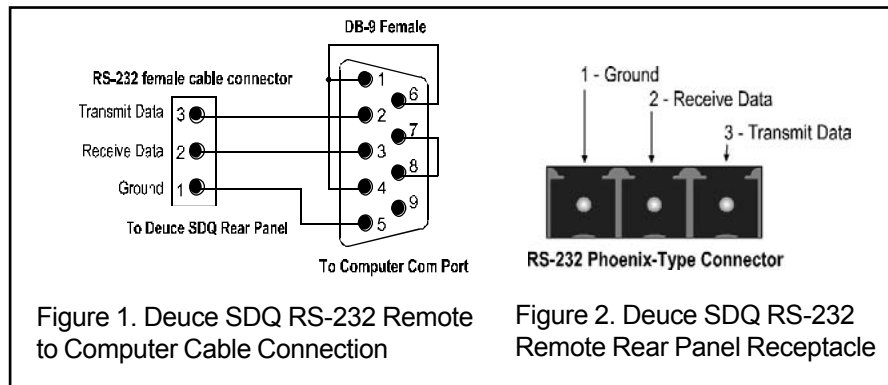 DB-9 Female
RS-232 female cable connector
Transmit Data 3
Receive Data 2
Ground 1
1
6
2
7
3
8
4
9
5
To Deuce SDQ Rear Panel
To Computer Com Port
Figure 1. Deuce SDQ RS-232 Remote
to Computer Cable Connection
1 - Ground
2 - Receive Data
3 - Transmit Data
RS-232 Phoenix-Type Connector
Figure 2. Deuce SDQ RS-232
Remote Rear Panel Receptacle